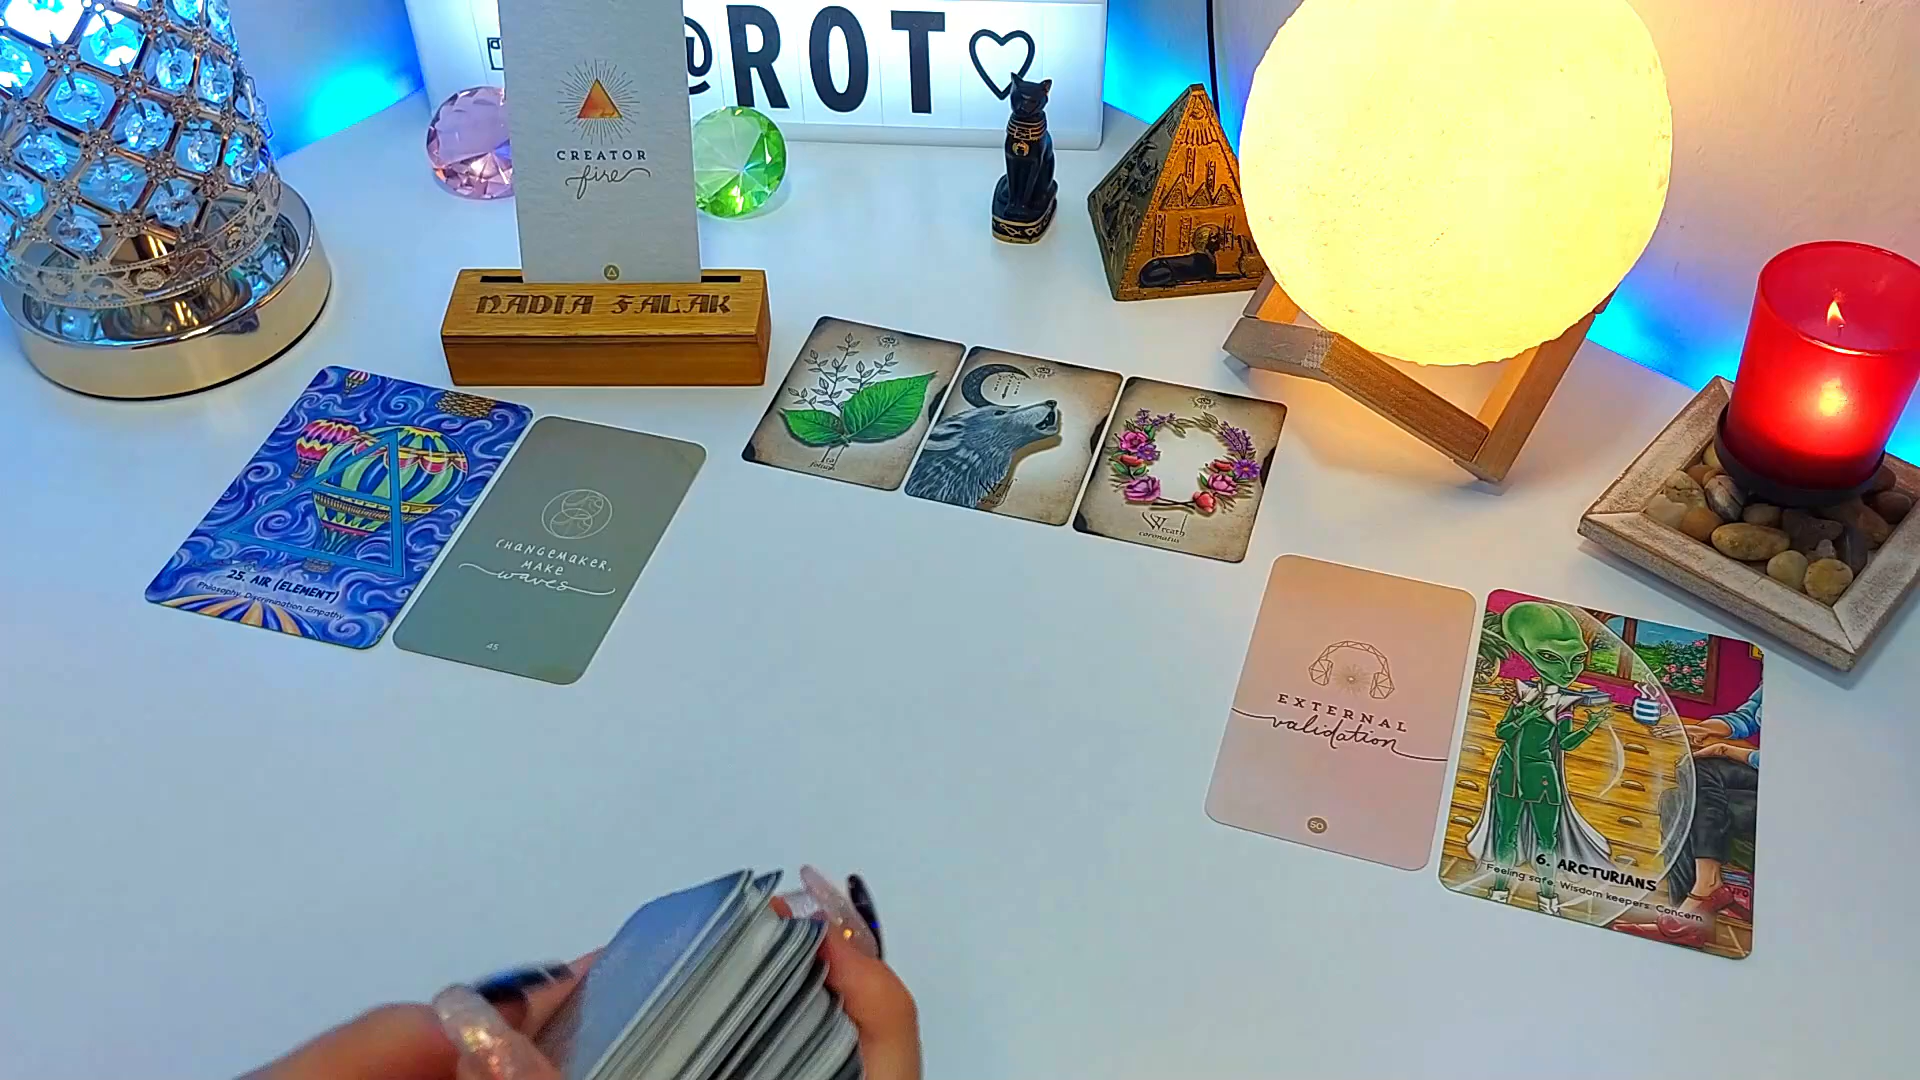 @ROT♡
CREATOR
fire
NADIA FALAK
25. AIR (ELEMENT)
Philosophy. Discrimination. Empathy
CHANGEMAKER,
MAKE
waves
45
Wreath
coronatus
EXTERNAL
validation
50
6. ARCTURIANS
Feeling safe. Wisdom keepers. Concern